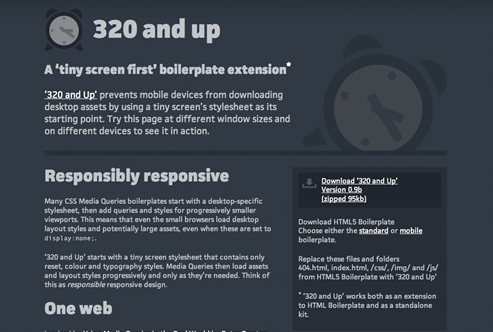 320 and up
A ‘tiny screen first’ boilerplate extension*
‘320 and Up’ prevents mobile devices from downloading
desktop assets by using a tiny screen’s stylesheet as its
starting point. Try this page at different window sizes and
on different devices to see it in action.
Responsibly responsive
Many CSS Media Queries boilerplates start with a desktop-specific
stylesheet, then add queries and styles for progressively smaller
viewports. This means that even the small browsers load desktop
layout styles and potentially large assets, even when these are set to
display:none;.
‘320 and Up’ starts with a tiny screen stylesheet that contains only
reset, colour and typography styles. Media Queries then load assets
and layout styles progressively and only as they’re needed. Think of
this as responsible responsive design.
One web
Download ‘320 and Up’
Version 0.9b
(zipped 95kb)
Download HTML5 Boilerplate
Choose either the standard or mobile
boilerplate.
Replace these files and folders
404.html, index.html, /css/, /img/ and /js/
from HTML5 Boilerplate with ‘320 and Up’
* ‘320 and Up’ works both as an extension
to HTML Boilerplate and as a standalone
kit.